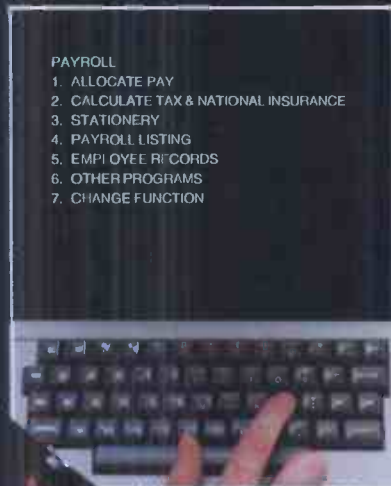 PAYROLL
1. ALLOCATE PAY
2. CALCULATE TAX & NATIONAL INSURANCE
3. STATIONERY
4. PAYROLL LISTING
5. EMPLOYEE RECORDS
6. OTHER PROGRAMS
7. CHANGE FUNCTION